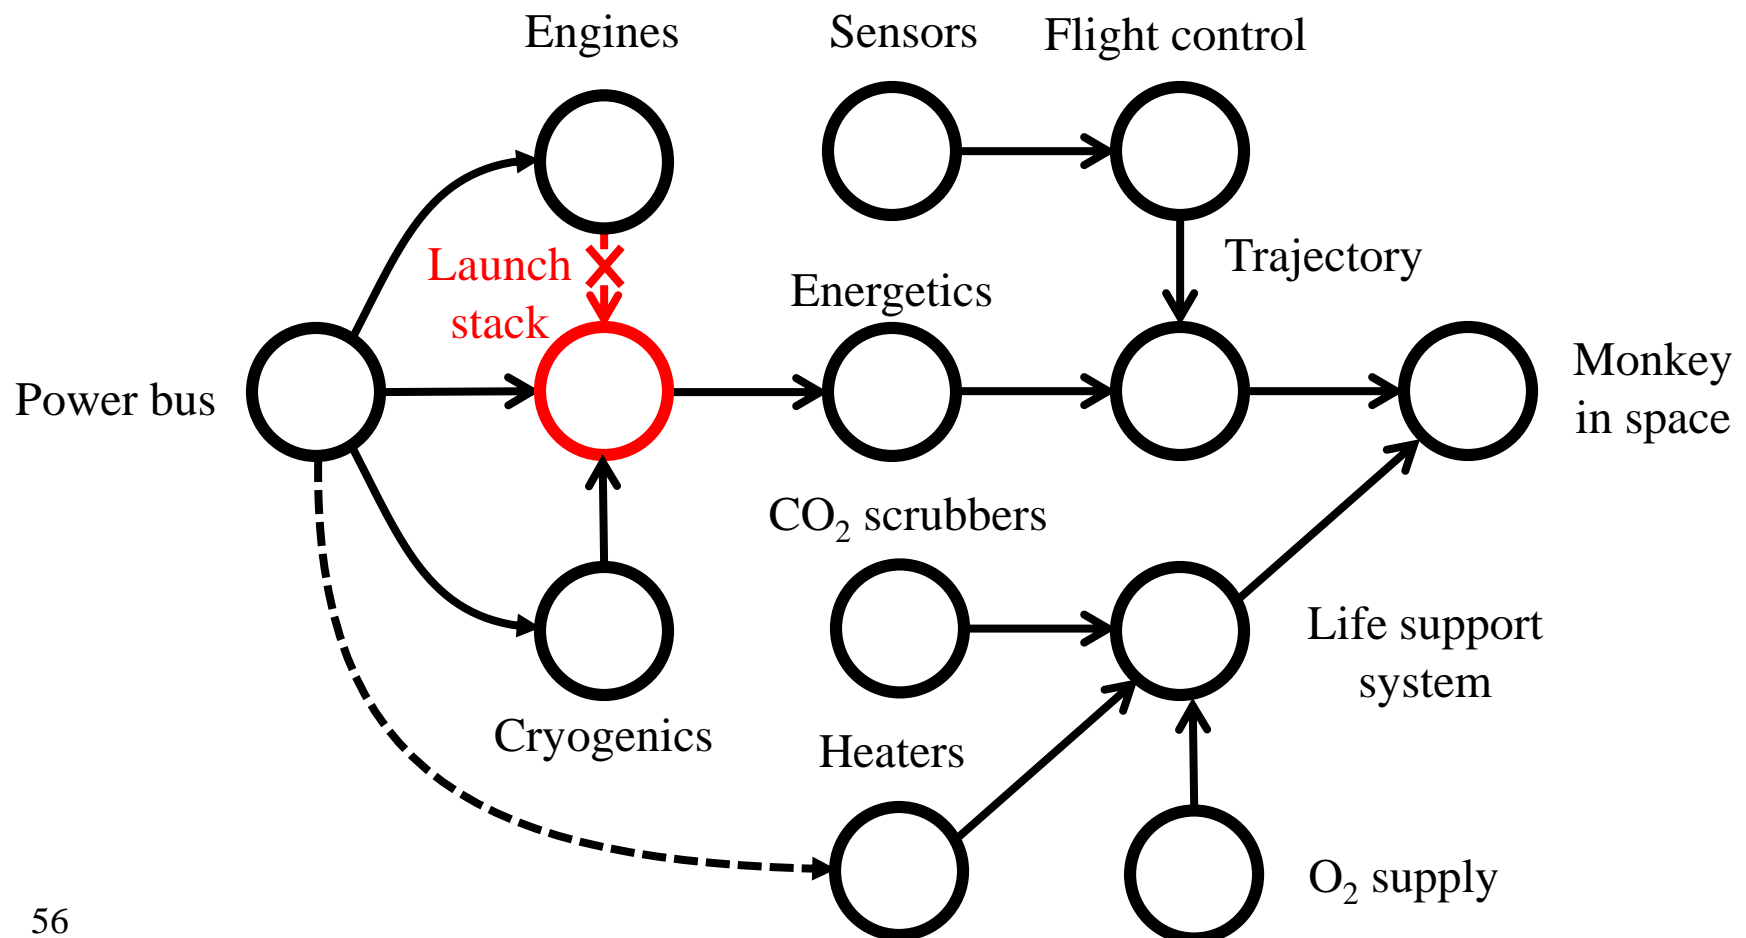 Engines
Sensors
Flight control
Launch
stack
Energetics
Trajectory
Power bus
Monkey
in space
CO₂ scrubbers
Life support
system
Cryogenics
Heaters
O₂ supply
56